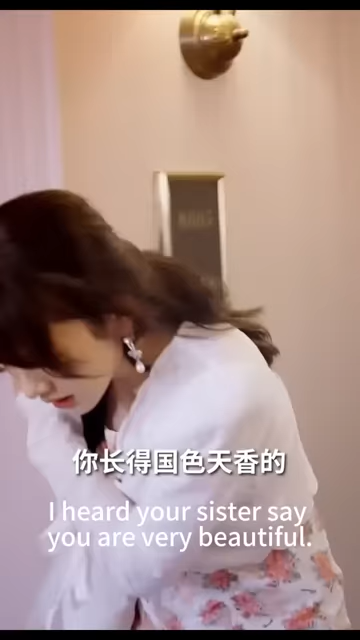 你长得国色天香的
I heard your sister say
you are very beautiful.